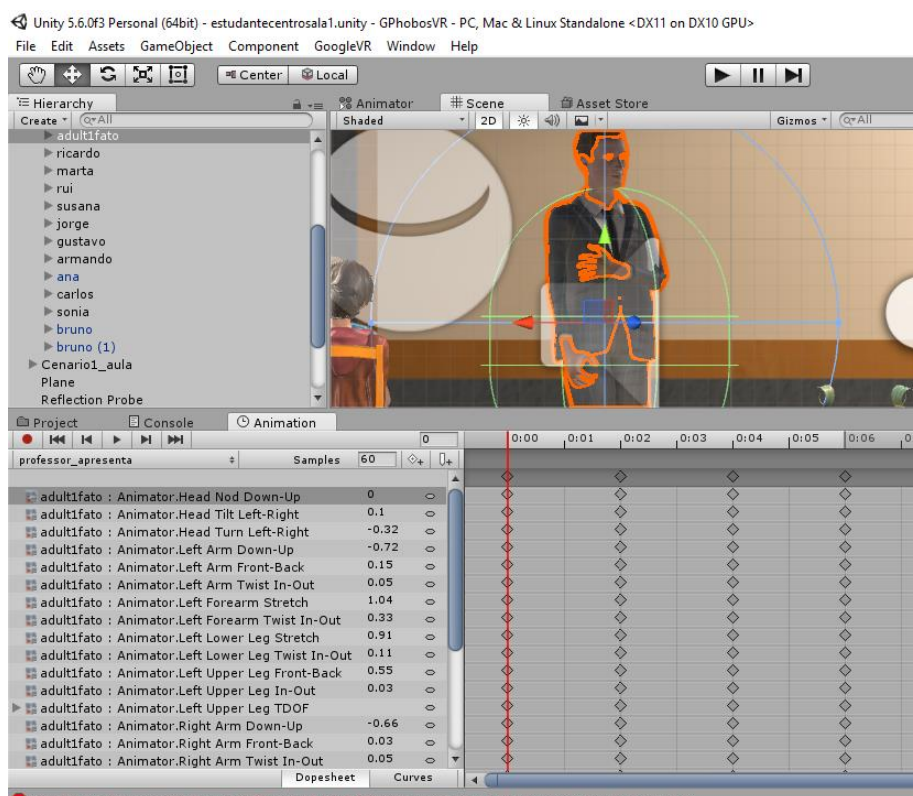 Unity 5.6.0f3 Personal (64bit) - estudantecentrosala1.unity - GPhobosVR - PC, Mac & Linux Standalone <DX11 on DX10 GPU>
File Edit Assets GameObject Component GoogleVR Window Help
Center Local
Hierarchy Animator Scene Asset Store
Create All Shaded 2D Gizmos All
adult1fato
ricardo
marta
rui
susana
jorge
gustavo
armando
ana
carlos
sonia
bruno
bruno (1)
Cenario1_aula
Plane
Reflection Probe
Project Console Animation
0 0:00 0:01 0:02 0:03 0:04 0:05 0:06
professor_apresenta Samples 60
adult1fato : Animator.Head Nod Down-Up 0
adult1fato : Animator.Head Tilt Left-Right 0.1
adult1fato : Animator.Head Turn Left-Right -0.32
adult1fato : Animator.Left Arm Down-Up -0.72
adult1fato : Animator.Left Arm Front-Back 0.15
adult1fato : Animator.Left Arm Twist In-Out 0.05
adult1fato : Animator.Left Forearm Stretch 1.04
adult1fato : Animator.Left Forearm Twist In-Out 0.33
adult1fato : Animator.Left Lower Leg Stretch 0.91
adult1fato : Animator.Left Lower Leg Twist In-Out 0.11
adult1fato : Animator.Left Upper Leg Front-Back 0.55
adult1fato : Animator.Left Upper Leg In-Out 0.03
adult1fato : Animator.Left Upper Leg TDOF
adult1fato : Animator.Right Arm Down-Up -0.66
adult1fato : Animator.Right Arm Front-Back 0.03
adult1fato : Animator.Right Arm Twist In-Out 0.05
Dopesheet Curves